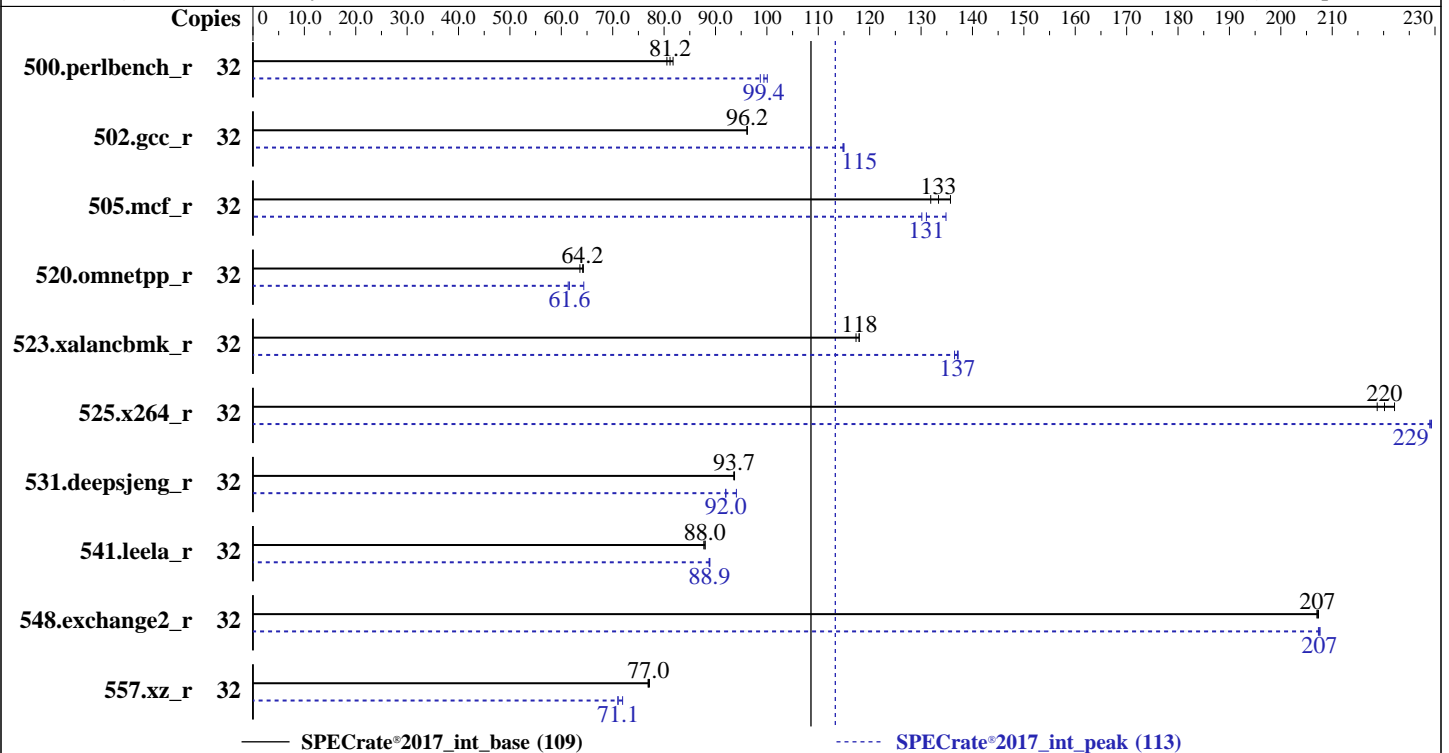 Copies 0 10.0 20.0 30.0 40.0 50.0 60.0 70.0 80.0 90.0 100 110 120 130 140 150 160 170 180 190 200 210 230
81.2
500.perlbench_r 32
99.4
96.2
502.gcc_r 32
115
133
505.mcf_r 32
131
64.2
520.omnetpp_r 32
61.6
118
523.xalancbmk_r 32
137
220
525.x264_r 32
229
93.7
531.deepsjeng_r 32
92.0
88.0
541.leela_r 32
88.9
207
548.exchange2_r 32
207
77.0
557.xz_r 32
71.1
SPECrate®2017_int_base (109) SPECrate®2017_int_peak (113)